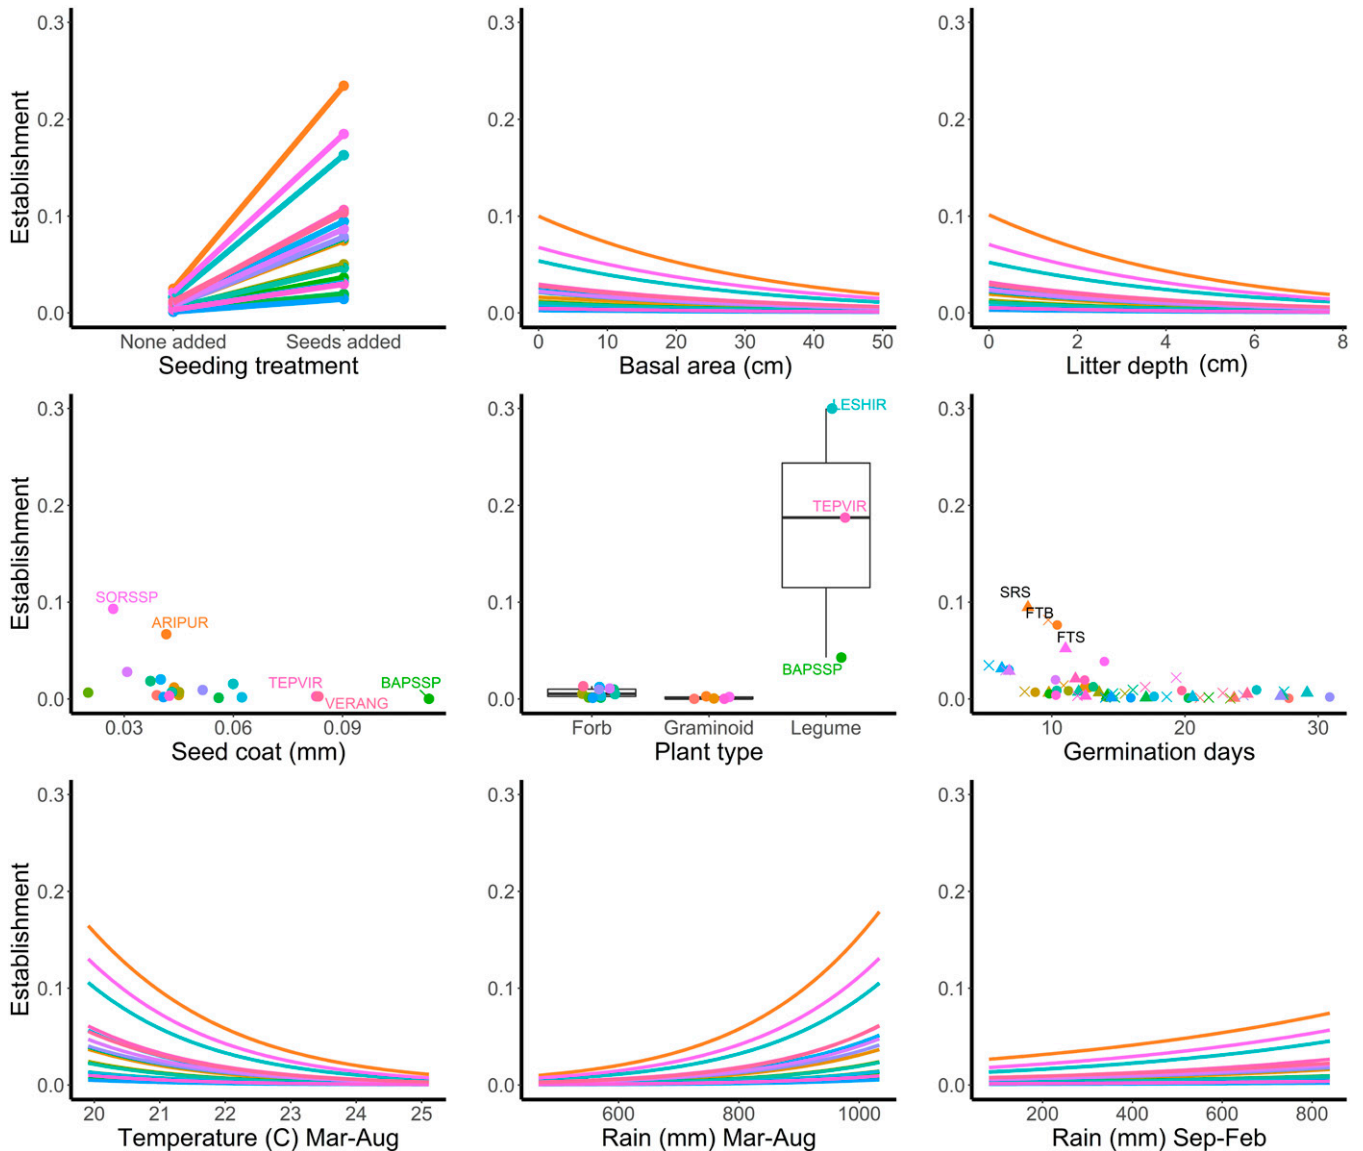 0.3
0.2
0.1
0.0
Establishment
None added
Seeds added
Seeding treatment
0.3
0.2
0.1
0.0
0
10
20
30
40
50
Basal area (cm)
0.3
0.2
0.1
0.0
0
2
4
6
8
Litter depth (cm)
0.3
0.2
0.1
0.0
Establishment
SORSSP
ARIPUR
TEPVIR
VERANG
BAPSSP
0.03
0.06
0.09
Seed coat (mm)
0.3
0.2
0.1
0.0
LESHIR
TEPVIR
BAPSSP
Forb
Graminoid
Legume
Plant type
0.3
0.2
0.1
0.0
SRS
FTB
FTS
10
20
30
Germination days
0.3
0.2
0.1
0.0
Establishment
20
21
22
23
24
25
Temperature (C) Mar-Aug
0.3
0.2
0.1
0.0
600
800
1000
Rain (mm) Mar-Aug
0.3
0.2
0.1
0.0
200
400
600
800
Rain (mm) Sep-Feb